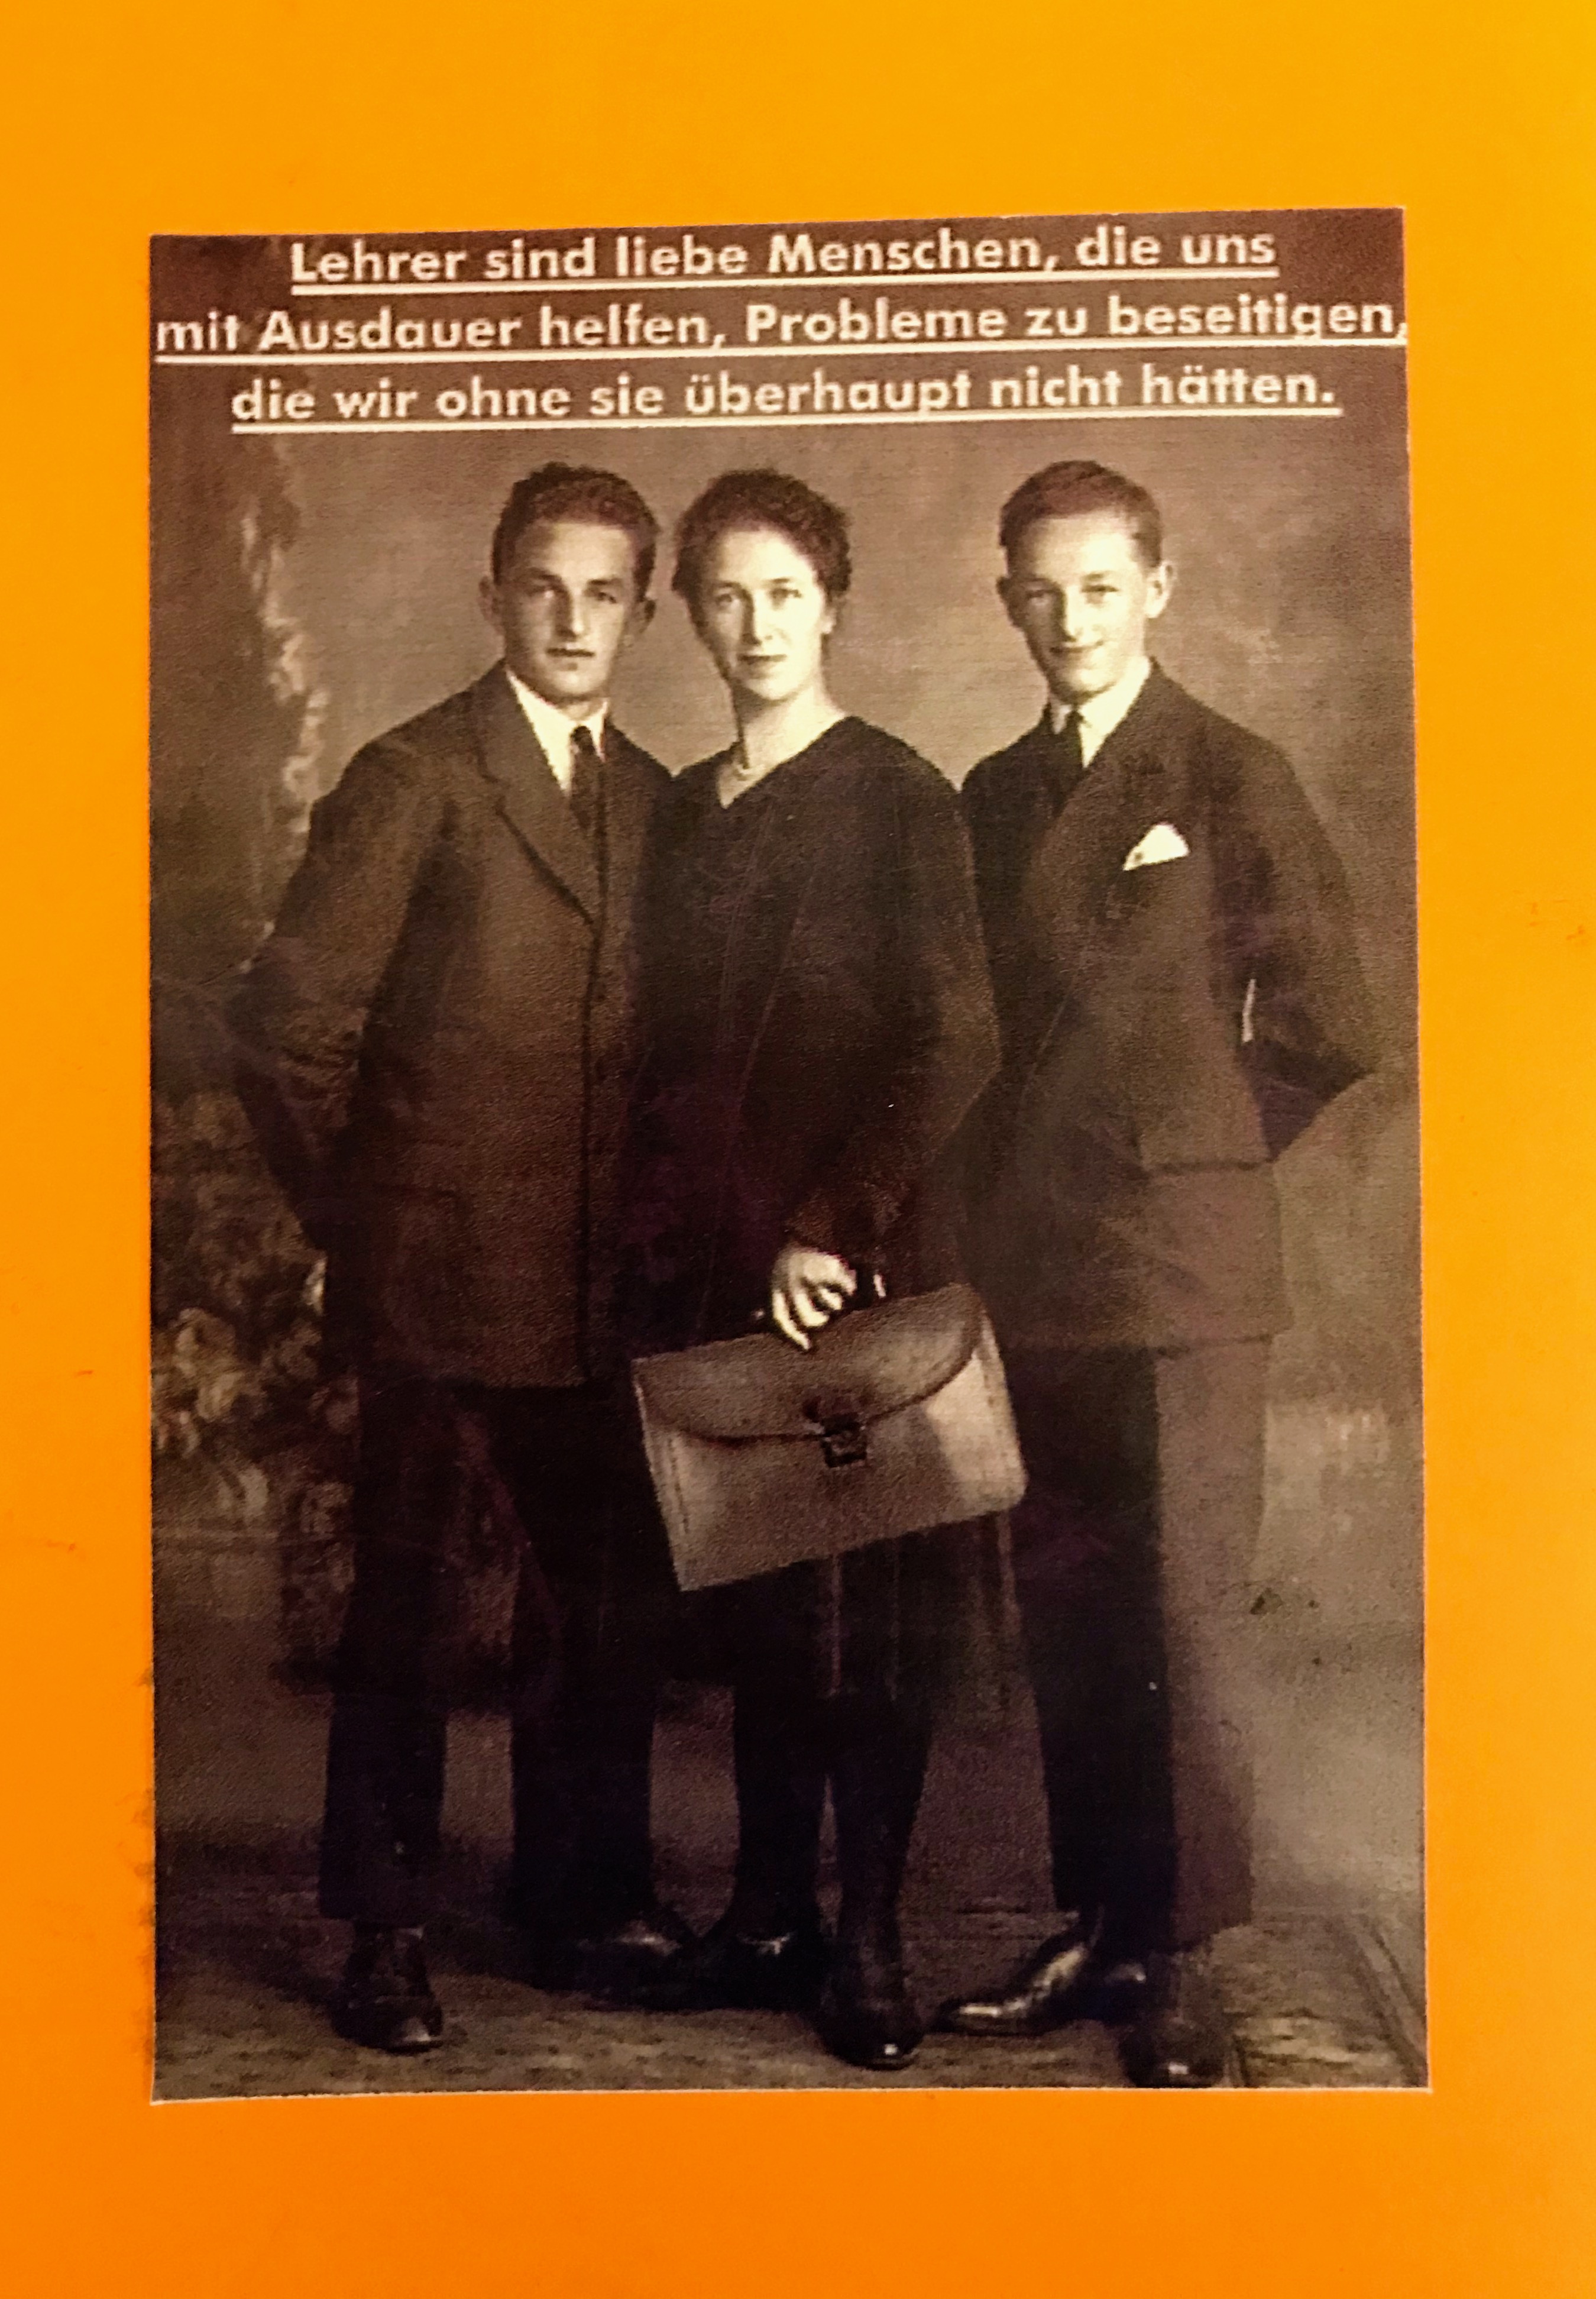 Lehrer sind liebe Menschen, die uns
mit Ausdauer helfen, Probleme zu beseitigen,
die wir ohne sie überhaupt nicht hätten.